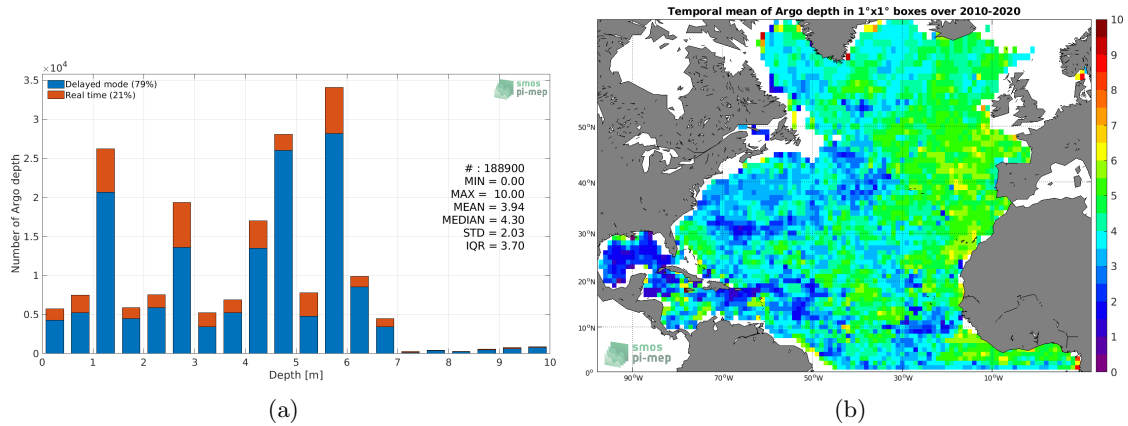 ×10⁴
Delayed mode (79%)
Real time (21%)
smos
pi-mep
3.5
3
2.5
2
1.5
1
0.5
0
Number of Argo depth
# : 188900
MIN = 0.00
MAX = 10.00
MEAN = 3.94
MEDIAN = 4.30
STD = 2.03
IQR = 3.70
0 1 2 3 4 5 6 7 8 9 10
Depth [m]
(a)
Temporal mean of Argo depth in 1°x1° boxes over 2010-2020
50°N
40°N
30°N
20°N
10°N
0°
90°W 70°W 50°W 30°W 10°W
smos
pi-mep
10
9
8
7
6
5
4
3
2
1
0
(b)